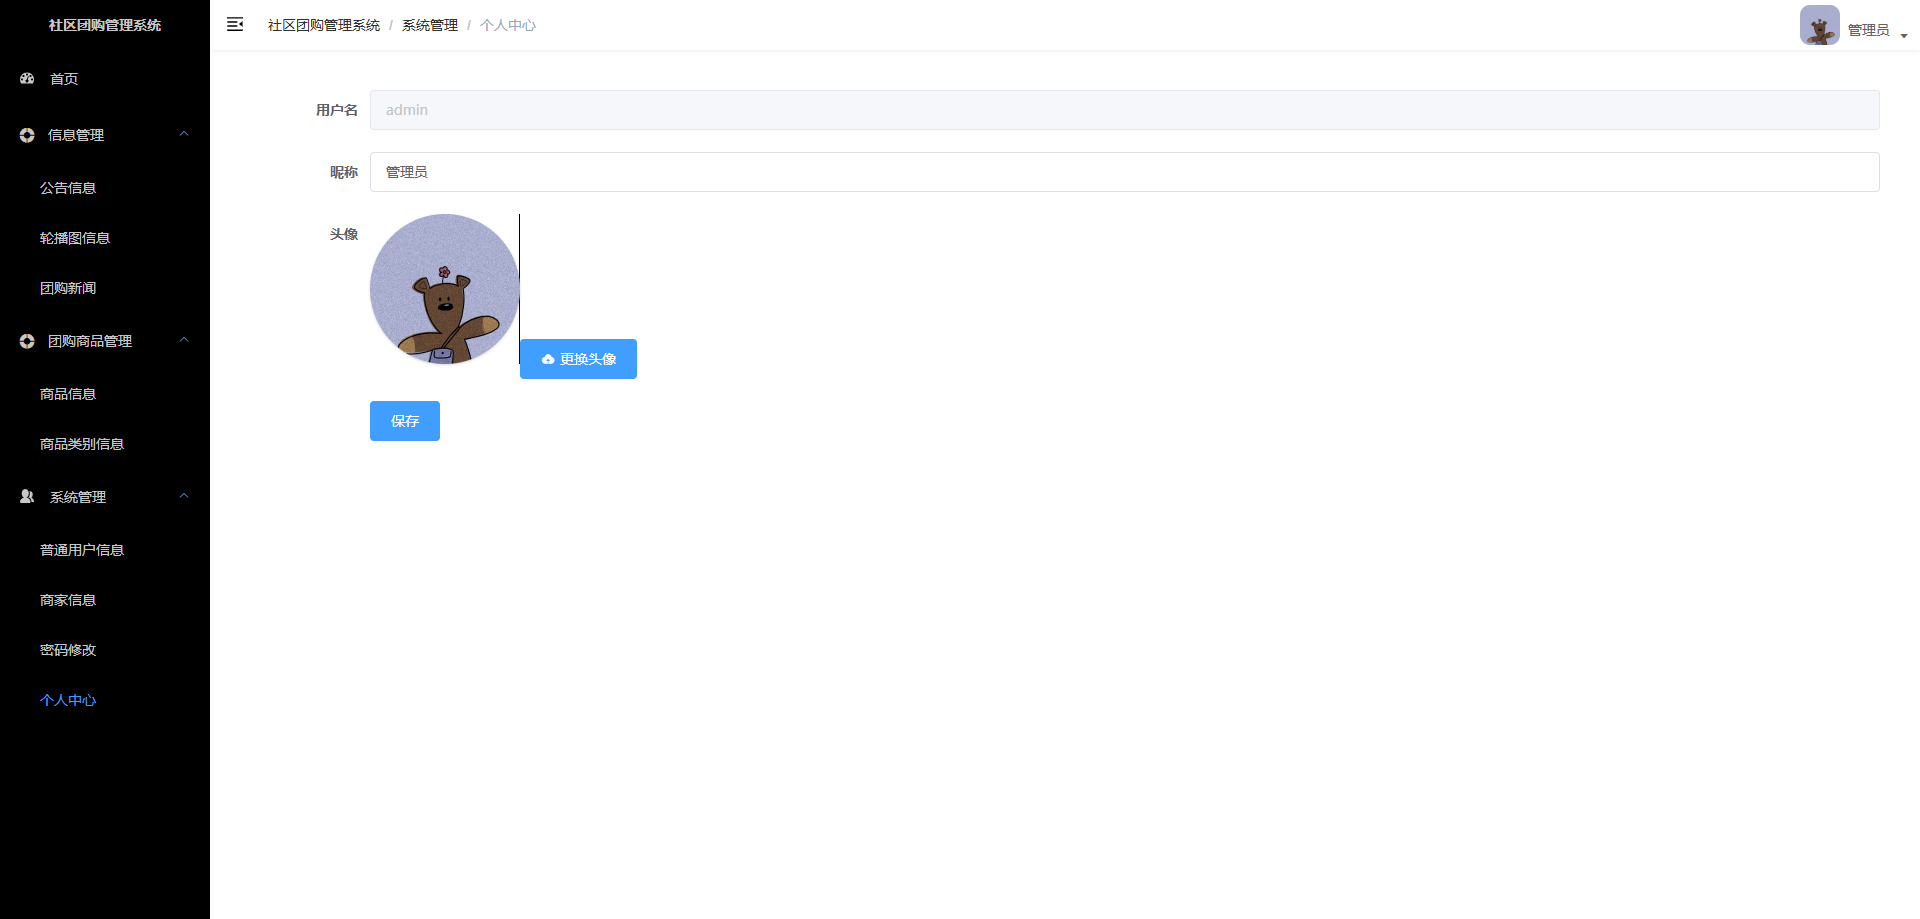 社区团购管理系统
首页
信息管理
公告信息
轮播图信息
团购新闻
团购商品管理
商品信息
商品类别信息
系统管理
普通用户信息
商家信息
密码修改
个人中心
社区团购管理系统 / 系统管理 / 个人中心
管理员
用户名 admin
昵称 管理员
头像
更换头像
保存